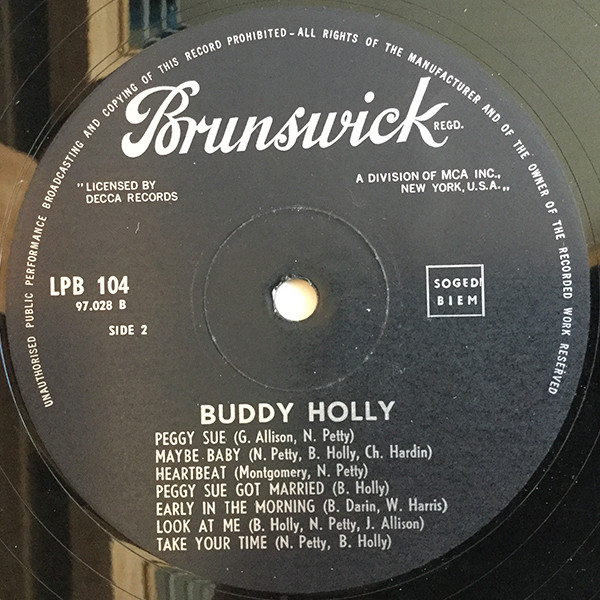 UNAUTHORISED PUBLIC PERFORMANCE BROADCASTING AND COPYING OF THIS RECORD PROHIBITED-ALL RIGHTS OF THE MANUFACTURER AND OF THE OWNER OF THE RECORDED WORK RESERVED
Brunswick REGD.
"LICENSED BY
DECCA RECORDS
A DIVISION OF MCA INC.,
NEW YORK, U.S.A.„
LPB 104
97.028 B
SIDE 2
SOGEDI
BIEM
BUDDY HOLLY
PEGGY SUE (G. Allison, N. Petty)
MAYBE BABY (N. Petty, B. Holly, Ch. Hardin)
HEARTBEAT (Montgomery, N. Petty)
PEGGY SUE GOT MARRIED (B. Holly)
EARLY IN THE MORNING (B. Darin, W. Harris)
LOOK AT ME (B. Holly, N. Petty, J. Allison)
TAKE YOUR TIME (N. Petty, B. Holly)